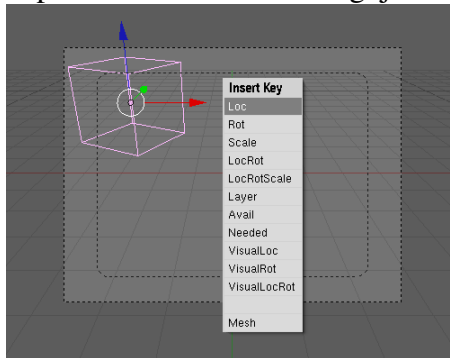 Insert Key
Loc
Rot
Scale
LocRot
LocRotScale
Layer
Avail
Needed
VisualLoc
VisualRot
VisualLocRot
Mesh